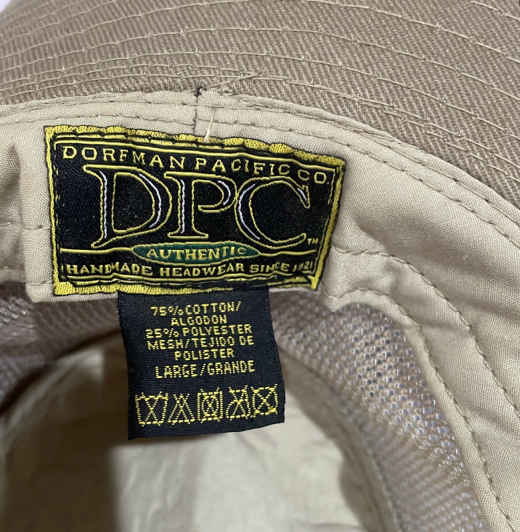 DORFMAN PACIFIC CO.
DPC™
AUTHENTIC
HANDMADE HEADWEAR SINCE 1921
75% COTTON/
ALGODON
25% POLYESTER
MESH/TEJIDO DE
POLISTER
LARGE/GRANDE